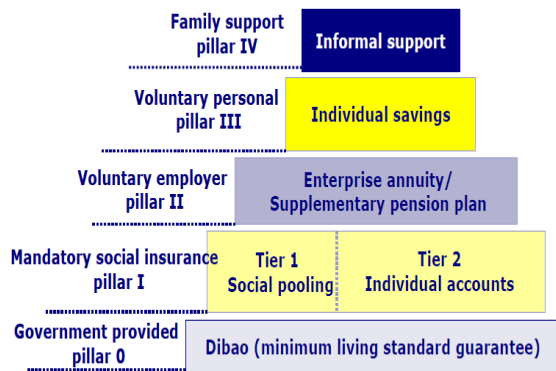 Family support
pillar IV
Informal support
Voluntary personal
pillar III
Individual savings
Voluntary employer
pillar II
Enterprise annuity/
Supplementary pension plan
Mandatory social insurance
pillar I
Tier 1
Social pooling
Tier 2
Individual accounts
Government provided
pillar 0
Dibao (minimum living standard guarantee)